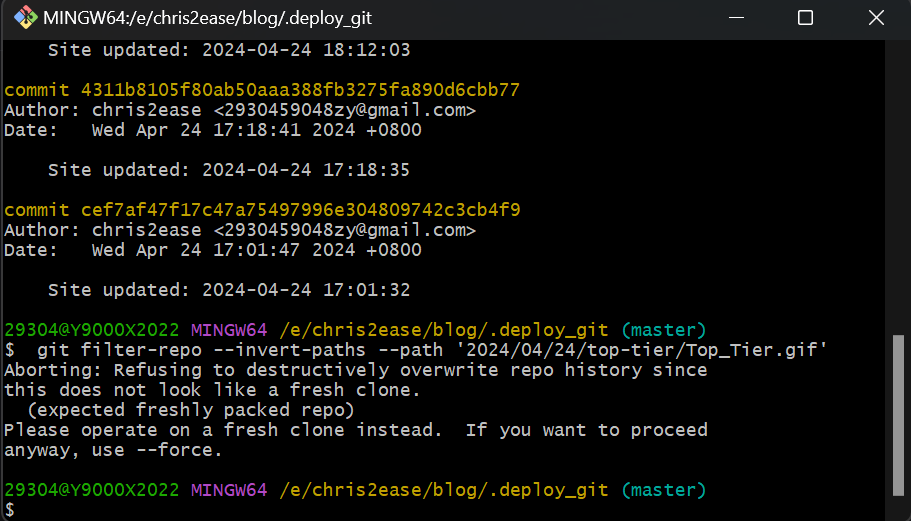 MINGW64:/e/chris2ease/blog/.deploy_git
Site updated: 2024-04-24 18:12:03
commit 4311b8105f80ab50aaa388fb3275fa890d6cbb77
Author: chris2ease <2930459048zy@gmail.com>
Date:   Wed Apr 24 17:18:41 2024 +0800
Site updated: 2024-04-24 17:18:35
commit cef7af47f17c47a75497996e304809742c3cb4f9
Author: chris2ease <2930459048zy@gmail.com>
Date:   Wed Apr 24 17:01:47 2024 +0800
Site updated: 2024-04-24 17:01:32
29304@Y9000X2022 MINGW64 /e/chris2ease/blog/.deploy_git (master)
$  git filter-repo --invert-paths --path '2024/04/24/top-tier/Top_Tier.gif'
Aborting: Refusing to destructively overwrite repo history since
this does not look like a fresh clone.
(expected freshly packed repo)
Please operate on a fresh clone instead.  If you want to proceed
anyway, use --force.
29304@Y9000X2022 MINGW64 /e/chris2ease/blog/.deploy_git (master)
$